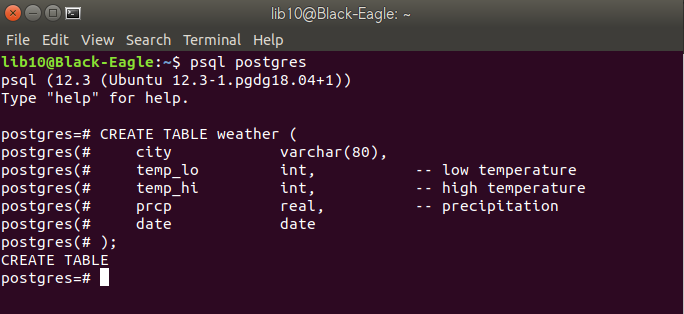 lib10@Black-Eagle: ~
File Edit View Search Terminal Help
lib10@Black-Eagle:~$ psql postgres
psql (12.3 (Ubuntu 12.3-1.pgdg18.04+1))
Type "help" for help.
postgres=# CREATE TABLE weather (
postgres(#     city            varchar(80),
postgres(#     temp_lo         int,           -- low temperature
postgres(#     temp_hi         int,           -- high temperature
postgres(#     prcp            real,          -- precipitation
postgres(#     date            date
postgres(# );
CREATE TABLE
postgres=#